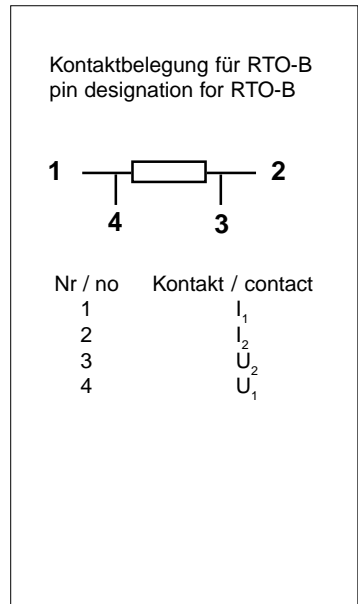 Kontaktbelegung für RTO-B
pin designation for RTO-B
1 2
4 3
Nr / no Kontakt / contact
1 I₁
2 I₂
3 U₂
4 U₁